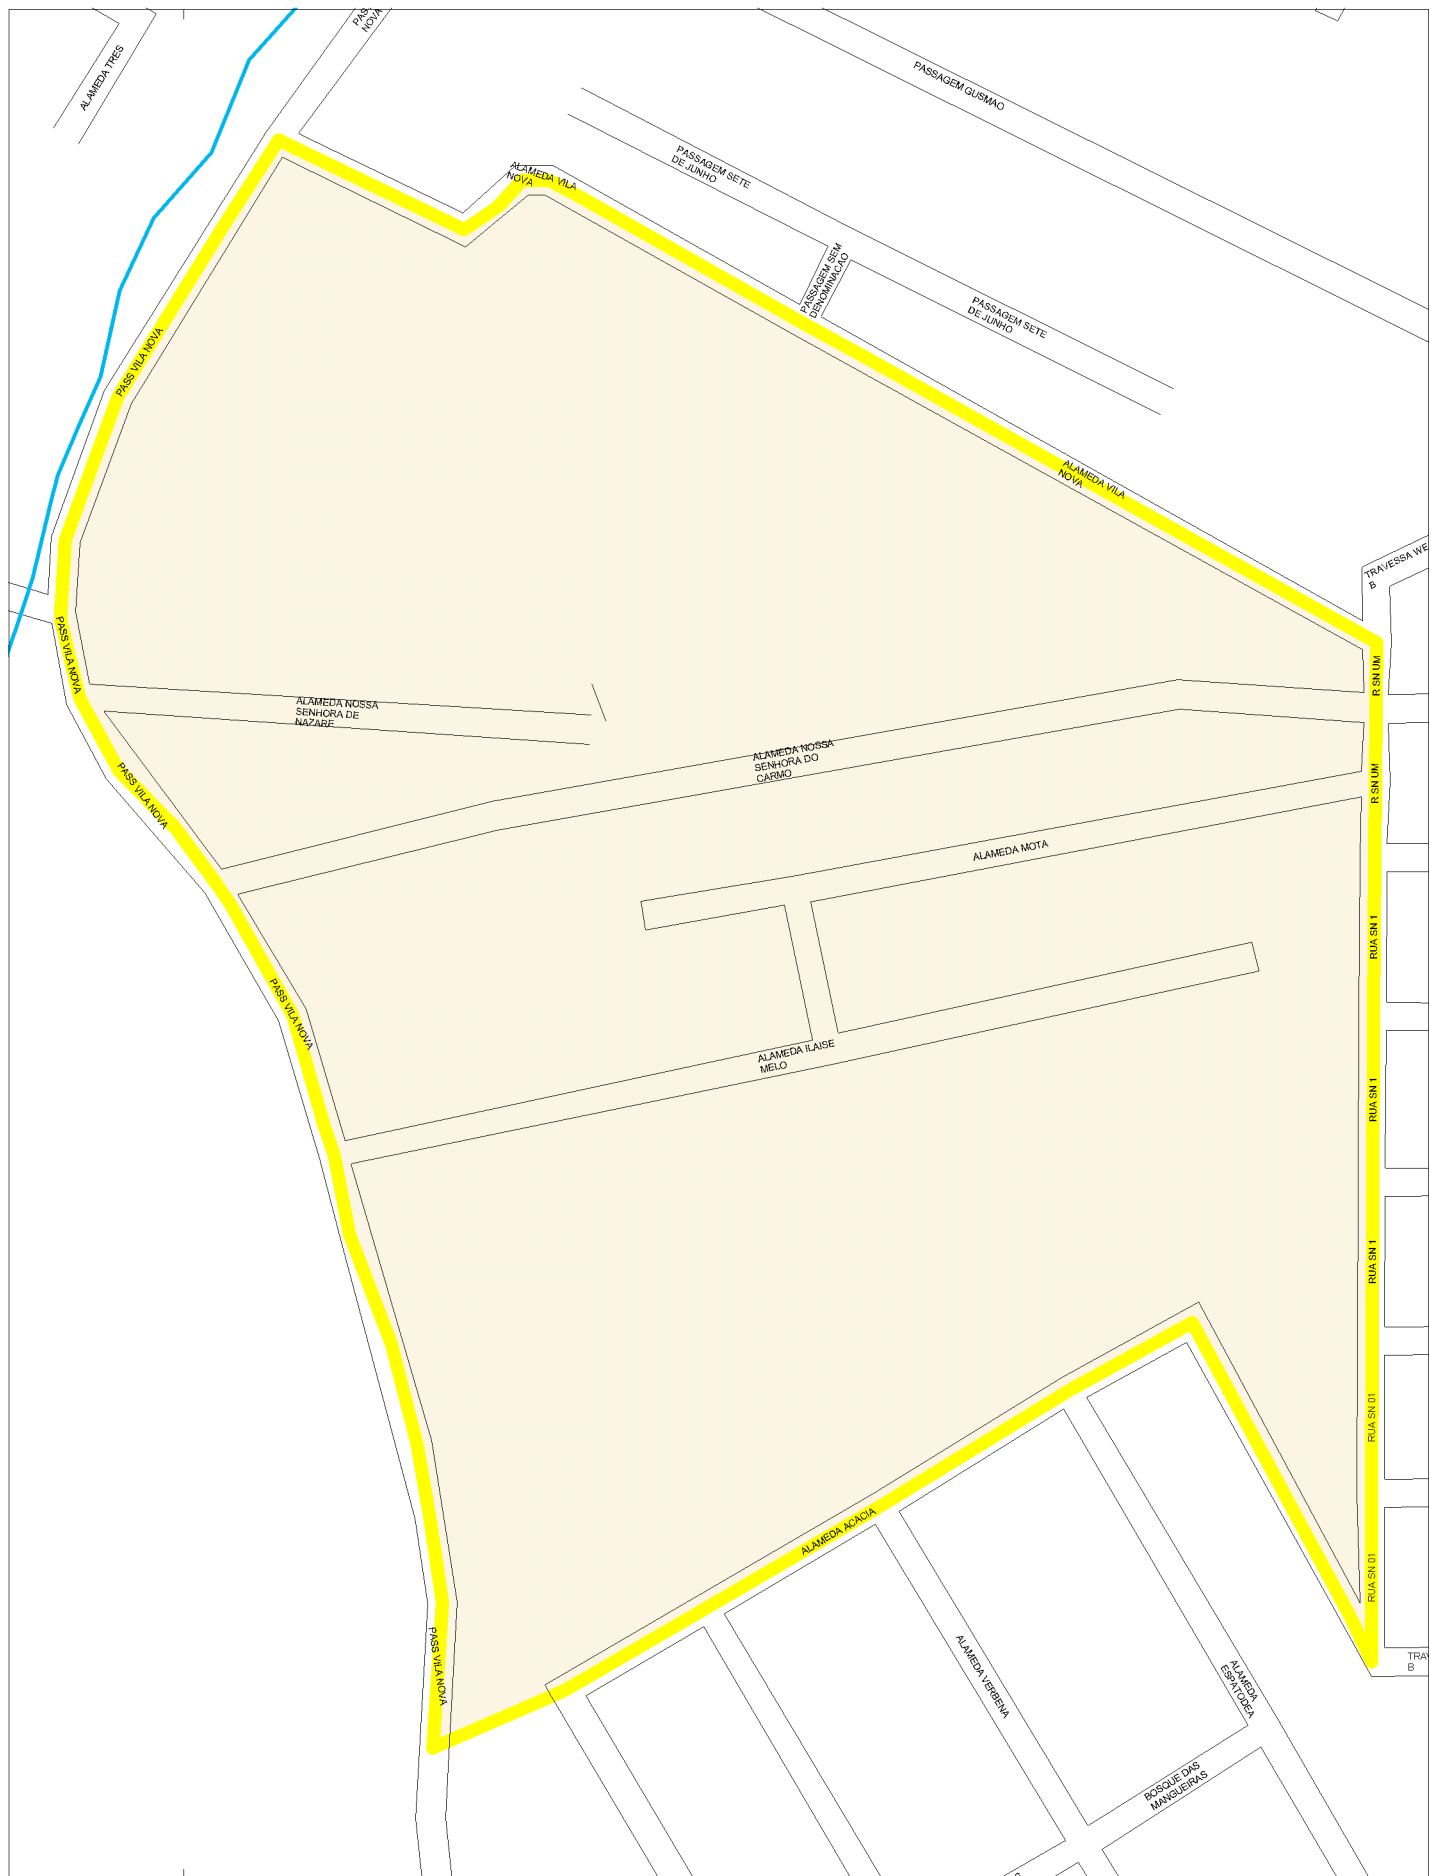 PAS
NOVA
ALAMEDA TRES
PASSAGEM GUSMAO
PASSAGEM SETE
DE JUNHO
ALAMEDA VILA
NOVA
PASSAGEM SEM
DENOMINACAO
PASSAGEM SETE
DE JUNHO
PASS VILA NOVA
ALAMEDA VILA
NOVA
TRAVESSA WE
B
PASS VILA NOVA
R SN UM
ALAMEDA NOSSA
SENHORA DE
NAZARE
ALAMEDA NOSSA
SENHORA DO
CARMO
PASS VILA NOVA
R SN UM
ALAMEDA MOTA
RUA SN 1
PASS VILA NOVA
ALAMEDA ILAISE
MELO
RUA SN 1
RUA SN 1
RUA SN 01
ALAMEDA ACACIA
RUA SN 01
PASS VILA NOVA
ALAMEDA VERBENA
ALAMEDA
ESPATODEA
TRAV
B
BOSQUE DAS
MANGUEIRAS